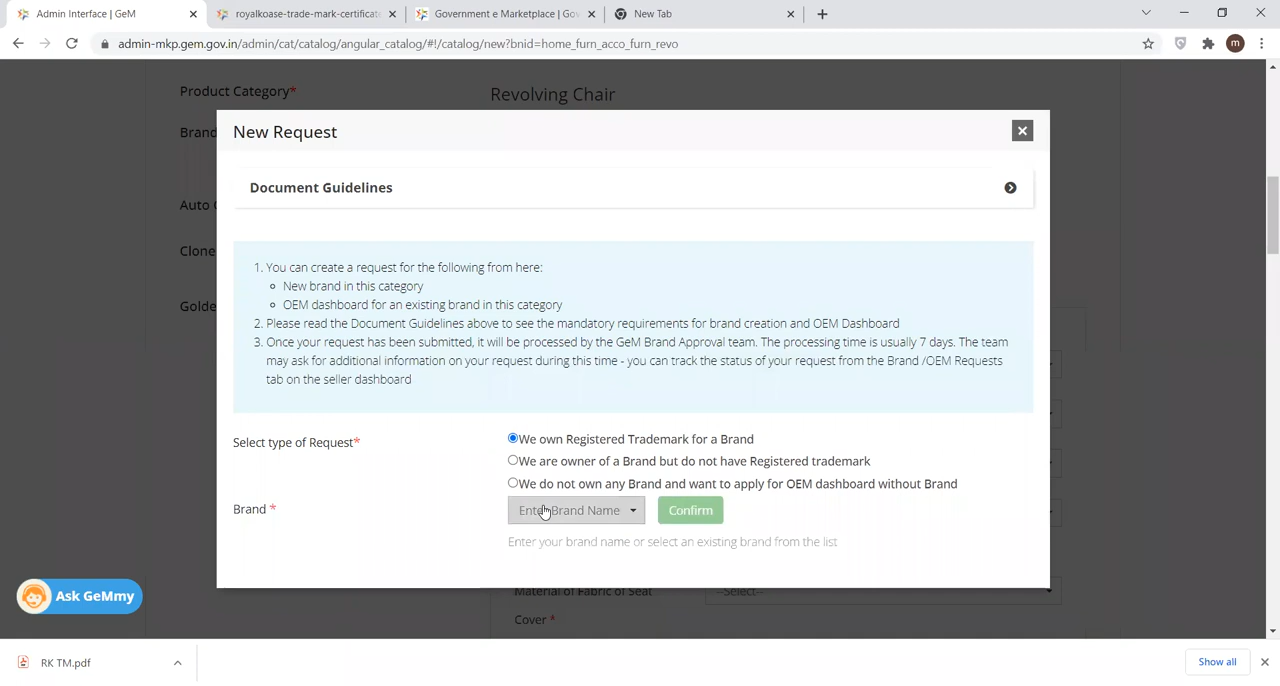 Admin Interface | GeM
royalkoase-trade-mark-certificate
Government e Marketplace | Gov
New Tab
admin-mkp.gem.gov.in/admin/cat/catalog/angular_catalog/#!/catalog/new?bnid=home_furn_acco_furn_revo
m
Product Category*
Revolving Chair
Brand
New Request
Document Guidelines
Auto
Clone
Golde
1. You can create a request for the following from here:
New brand in this category
OEM dashboard for an existing brand in this category
2. Please read the Document Guidelines above to see the mandatory requirements for brand creation and OEM Dashboard
3. Once your request has been submitted, it will be processed by the GeM Brand Approval team. The processing time is usually 7 days. The team
may ask for additional information on your request during this time - you can track the status of your request from the Brand /OEM Requests
tab on the seller dashboard
Select type of Request*
We own Registered Trademark for a Brand
We are owner of a Brand but do not have Registered trademark
We do not own any Brand and want to apply for OEM dashboard without Brand
Brand *
Enter Brand Name
Confirm
Enter your brand name or select an existing brand from the list
Ask GeMmy
Material of Fabric of Seat
--Select--
Cover *
RK TM.pdf
Show all